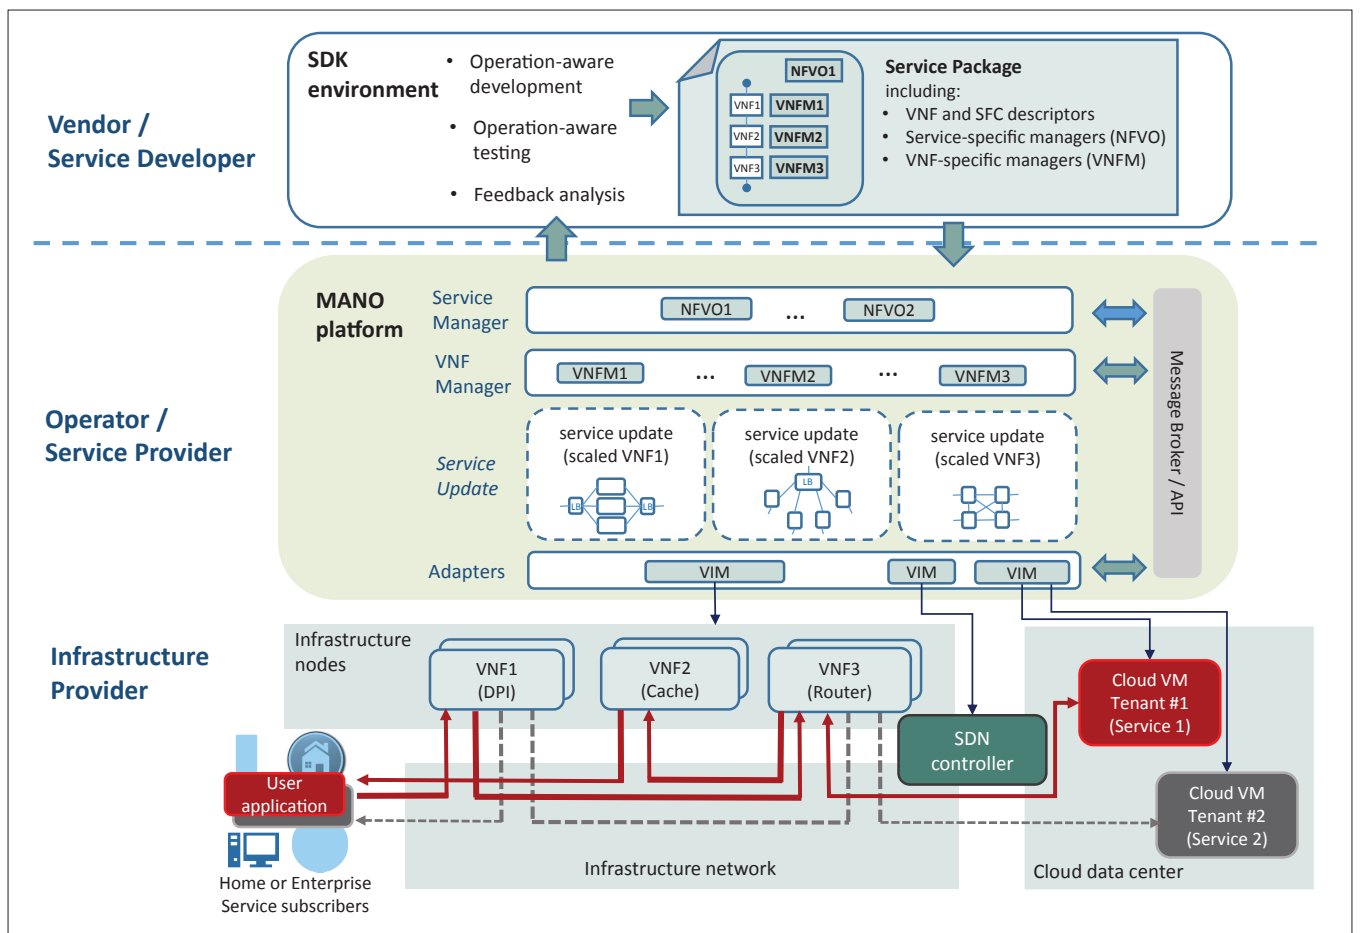 Vendor /
Service Developer
SDK
environment
• Operation-aware
development
• Operation-aware
testing
• Feedback analysis
NFVO1
VNF1
VNFM1
VNF2
VNFM2
VNF3
VNFM3
Service Package
including:
• VNF and SFC descriptors
• Service-specific managers (NFVO)
• VNF-specific managers (VNFM)
Operator /
Service Provider
MANO
platform
Service
Manager
NFVO1
...
NFVO2
VNF
Manager
VNFM1
...
VNFM2
...
VNFM3
Service
Update
service update
(scaled VNF1)
LB
LB
service update
(scaled VNF2)
LB
service update
(scaled VNF3)
Adapters
VIM
VIM
VIM
Message Broker / API
Infrastructure
Provider
Infrastructure
nodes
VNF1
(DPI)
VNF2
(Cache)
VNF3
(Router)
SDN
controller
Cloud VM
Tenant #1
(Service 1)
Cloud VM
Tenant #2
(Service 2)
User
application
Home or Enterprise
Service subscribers
Infrastructure network
Cloud data center